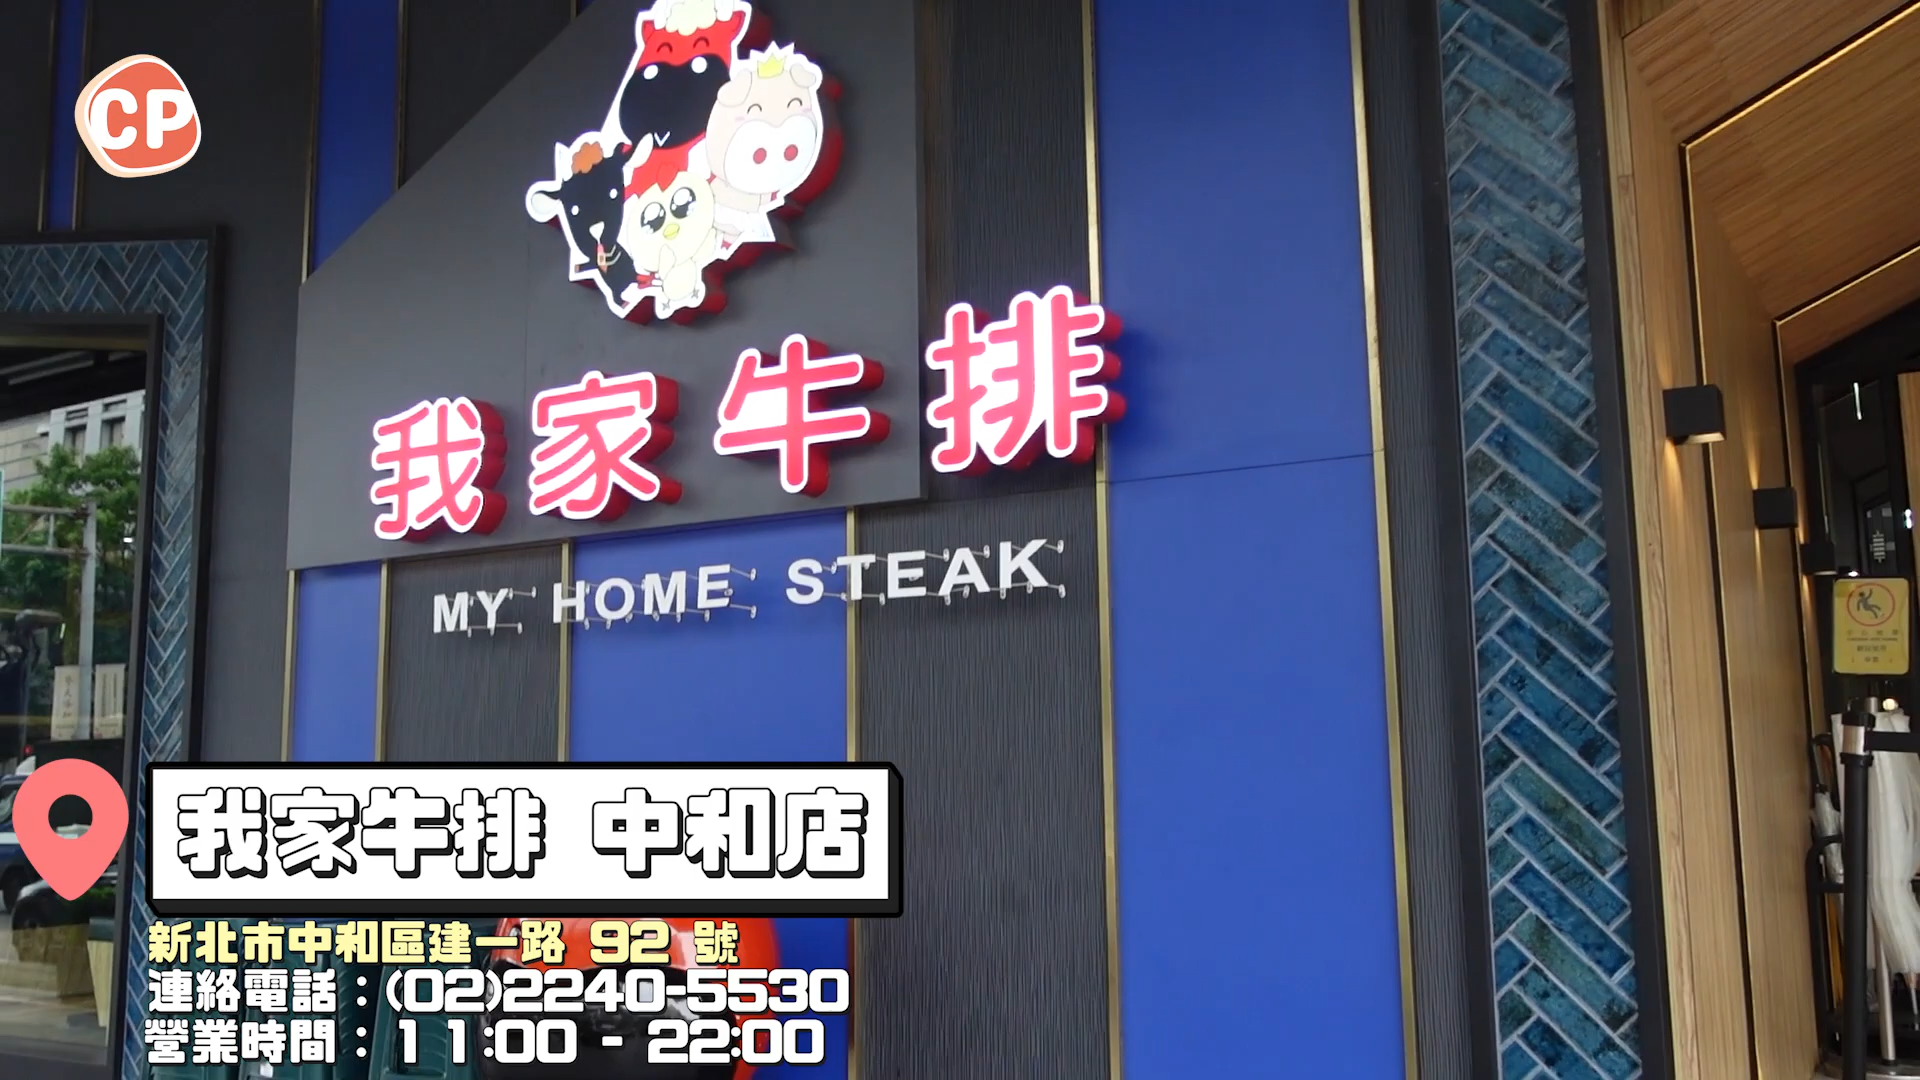 CP
我家牛排
MY HOME STEAK
我家牛排 中和店
新北市中和區建一路 92 號
連絡電話：(02)2240-5530
營業時間：11:00 - 22:00